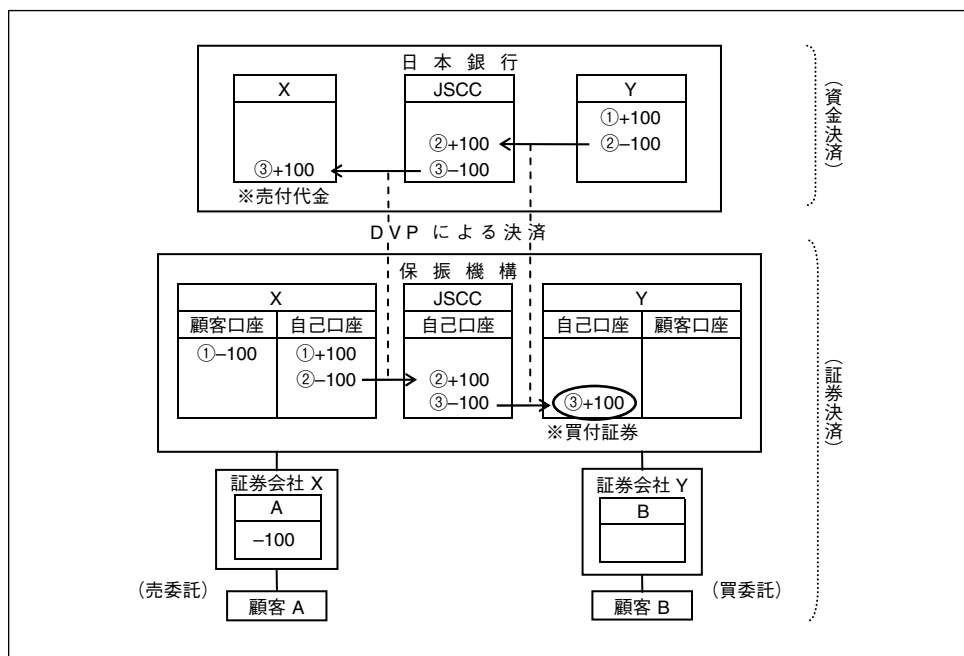 日本銀行
X
JSCC
Y
①+100
②+100
②−100
③+100
③−100
※売付代金
(資金決済)
DVPによる決済
保振機構
X
JSCC
Y
顧客口座
自己口座
自己口座
自己口座
顧客口座
①−100
①+100
②−100
②+100
③−100
③+100
※買付証券
(証券決済)
証券会社 X
証券会社 Y
A
B
−100
(売委託)
(買委託)
顧客 A
顧客 B